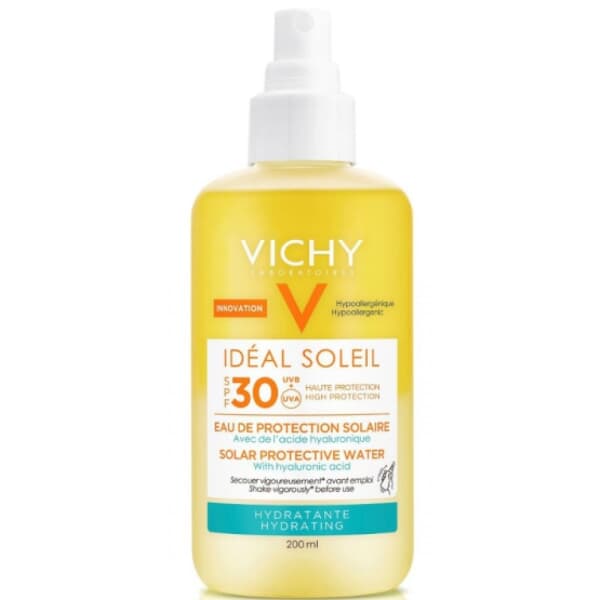 VICHY
LABORATOIRES
INNOVATION
Hypoallergénique
Hypoallergenic
IDÉAL SOLEIL
SPF 30 UVB + UVA
HAUTE PROTECTION
HIGH PROTECTION
EAU DE PROTECTION SOLAIRE
Avec de l'acide hyaluronique
SOLAR PROTECTIVE WATER
With hyaluronic acid
Secouer vigoureusement* avant emploi
Shake vigorously* before use
HYDRATANTE
HYDRATING
200 ml